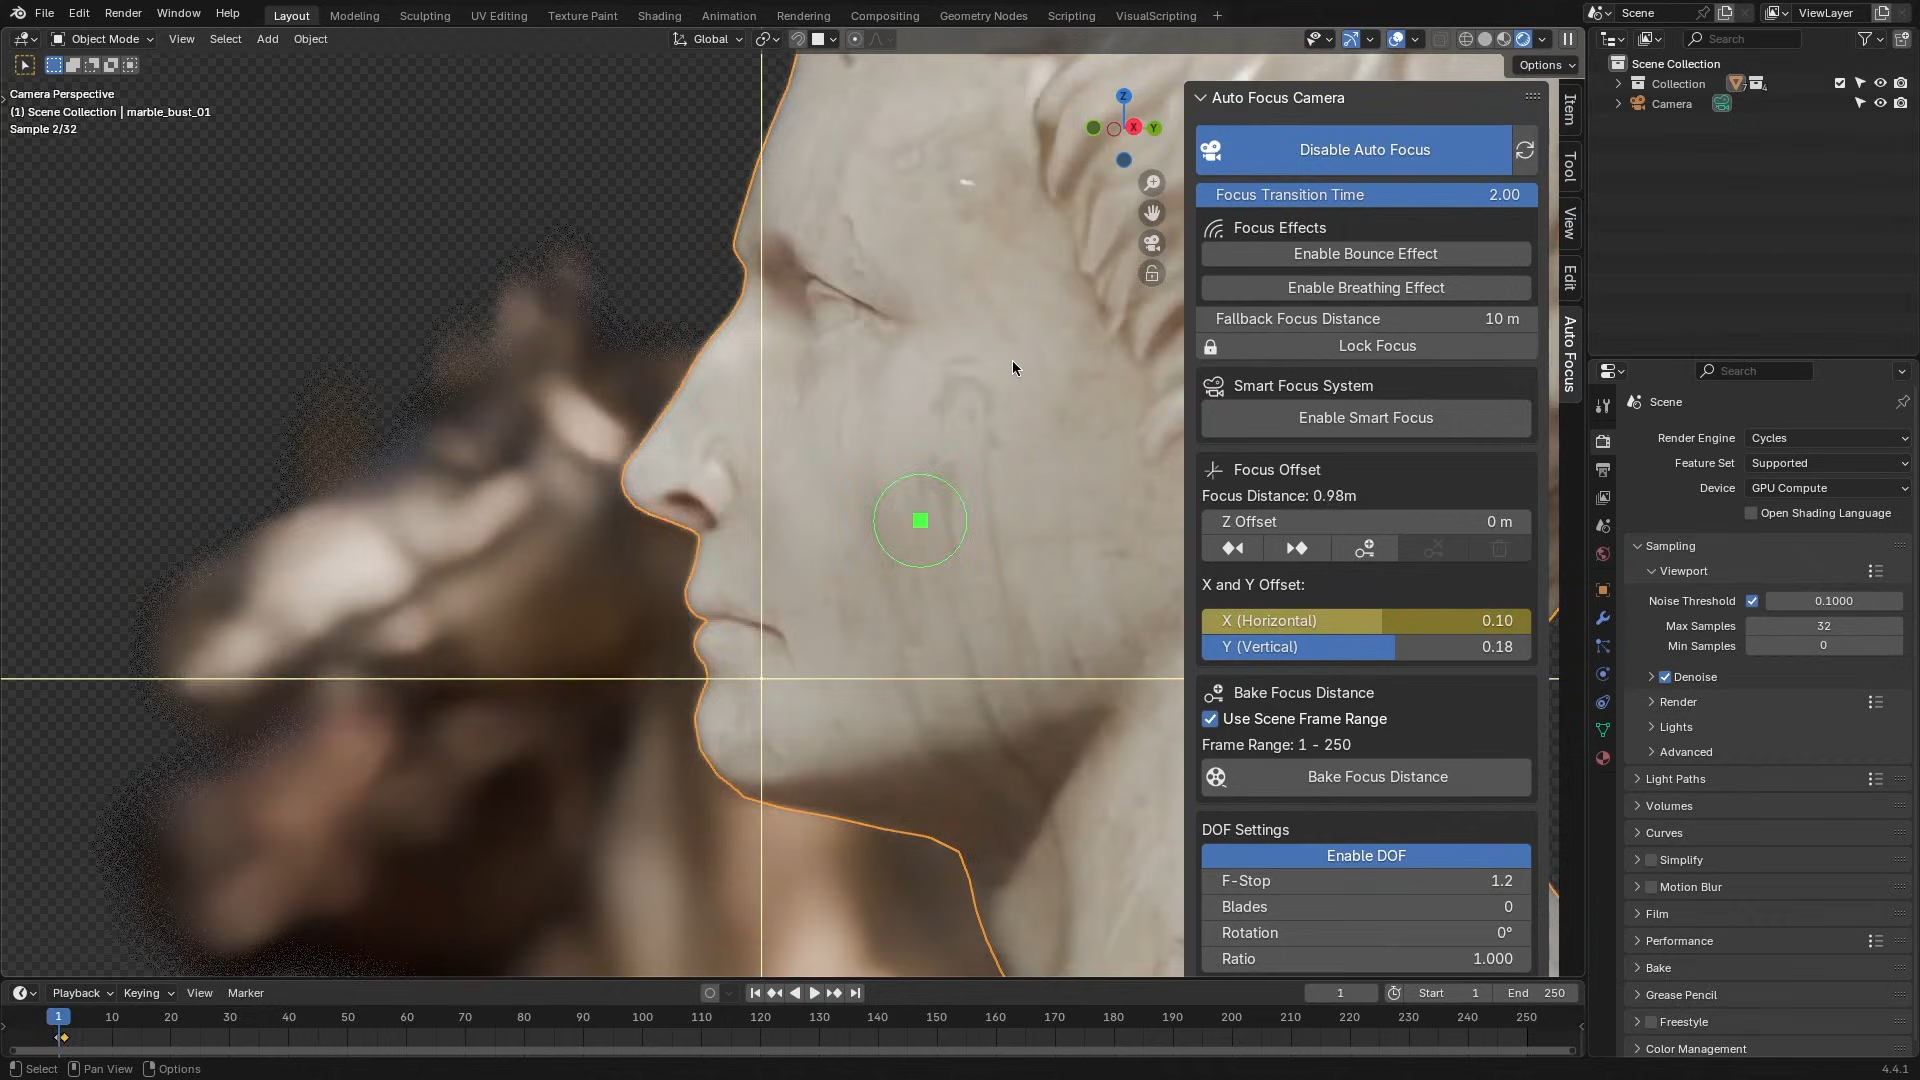 File Edit Render Window Help
Layout Modeling Sculpting UV Editing Texture Paint Shading Animation Rendering Compositing Geometry Nodes Scripting VisualScripting +
Scene
ViewLayer
Object Mode View Select Add Object
Global
Options
Search
Camera Perspective
(1) Scene Collection | marble_bust_01
Sample 2/32
Z
X
Y
Auto Focus Camera
Disable Auto Focus
Focus Transition Time 2.00
Focus Effects
Enable Bounce Effect
Enable Breathing Effect
Fallback Focus Distance 10 m
Lock Focus
Smart Focus System
Enable Smart Focus
Focus Offset
Focus Distance: 0.98m
Z Offset 0 m
X and Y Offset:
X (Horizontal) 0.10
Y (Vertical) 0.18
Bake Focus Distance
Use Scene Frame Range
Frame Range: 1 - 250
Bake Focus Distance
DOF Settings
Enable DOF
F-Stop 1.2
Blades 0
Rotation 0°
Ratio 1.000
Item
Tool
View
Edit
Auto Focus
Scene Collection
Collection 7 4
Camera
Search
Scene
Render Engine Cycles
Feature Set Supported
Device GPU Compute
Open Shading Language
Sampling
Viewport
Noise Threshold 0.1000
Max Samples 32
Min Samples 0
Denoise
Render
Lights
Advanced
Light Paths
Volumes
Curves
Simplify
Motion Blur
Film
Performance
Bake
Grease Pencil
Freestyle
Color Management
Playback Keying View Marker
1 Start 1 End 250
1 10 20 30 40 50 60 70 80 90 100 110 120 130 140 150 160 170 180 190 200 210 220 230 240 250
Select Pan View Options
4.4.1